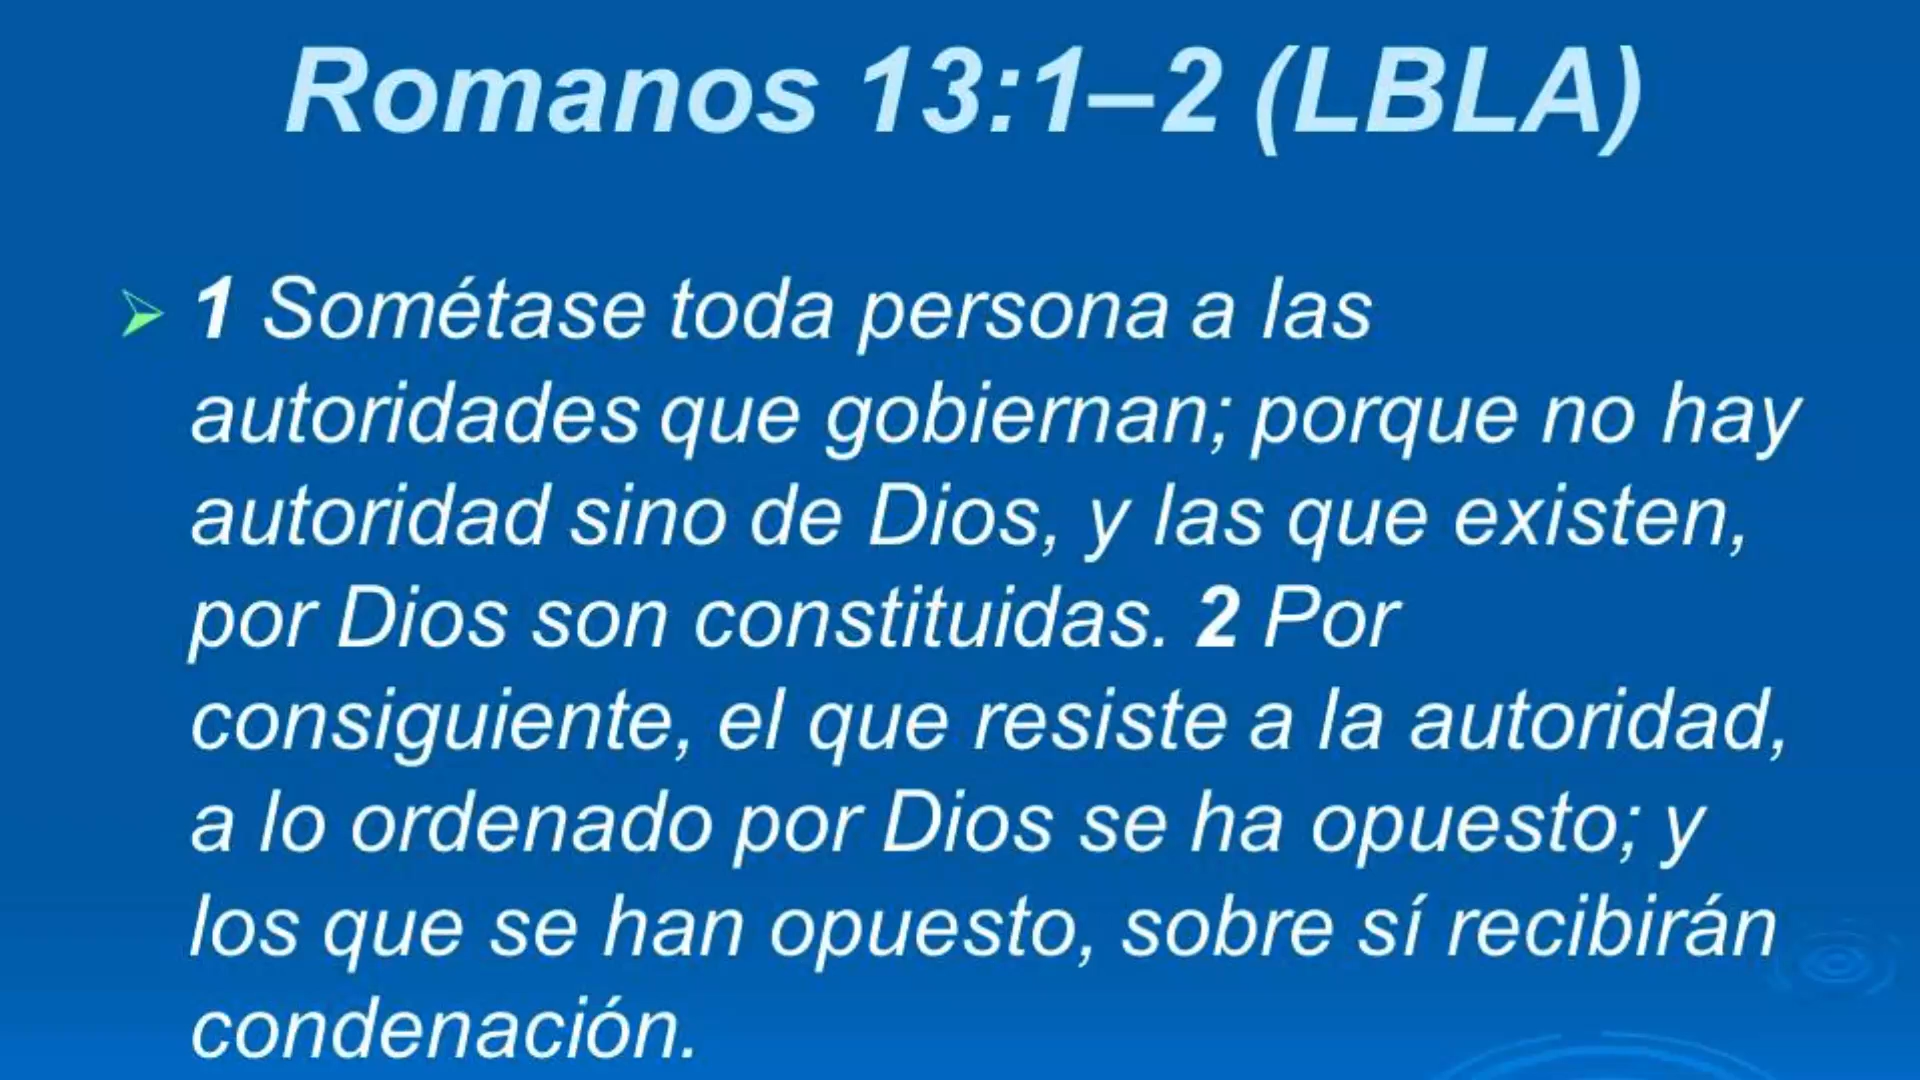 Romanos 13:1–2 (LBLA)
1 Sométase toda persona a las
autoridades que gobiernan; porque no hay
autoridad sino de Dios, y las que existen,
por Dios son constituidas. 2 Por
consiguiente, el que resiste a la autoridad,
a lo ordenado por Dios se ha opuesto; y
los que se han opuesto, sobre sí recibirán
condenación.